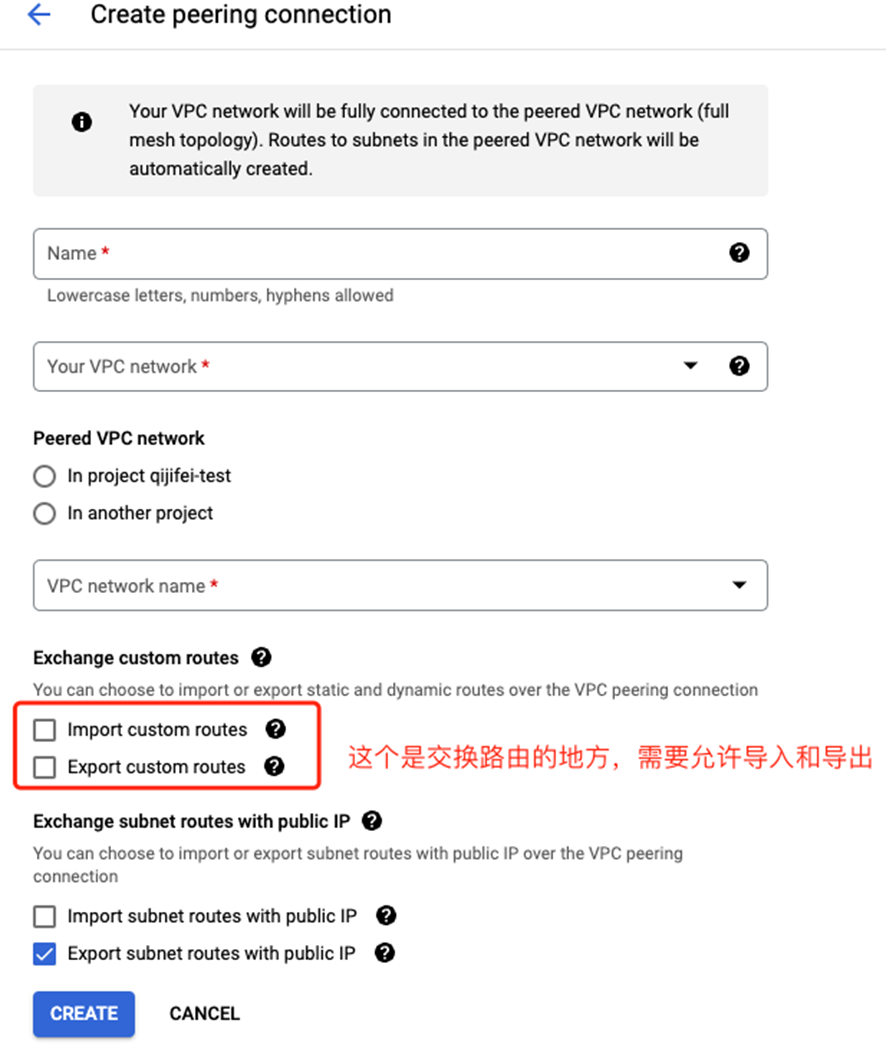 Create peering connection
Your VPC network will be fully connected to the peered VPC network (full
mesh topology). Routes to subnets in the peered VPC network will be
automatically created.
Name *
Lowercase letters, numbers, hyphens allowed
Your VPC network *
Peered VPC network
In project qijifei-test
In another project
VPC network name *
Exchange custom routes
You can choose to import or export static and dynamic routes over the VPC peering connection
Import custom routes
Export custom routes
这个是交换路由的地方，需要允许导入和导出
Exchange subnet routes with public IP
You can choose to import or export subnet routes with public IP over the VPC peering
connection
Import subnet routes with public IP
Export subnet routes with public IP
CREATE CANCEL